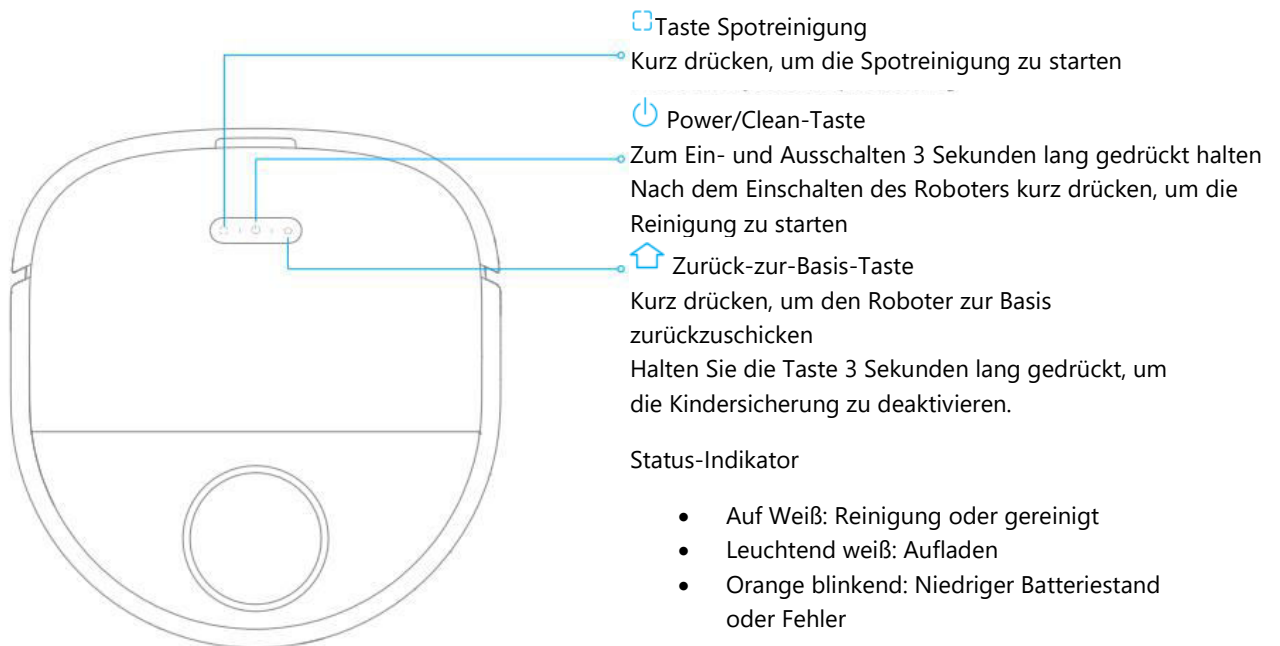 Taste Spotreinigung
Kurz drücken, um die Spotreinigung zu starten
Power/Clean-Taste
Zum Ein- und Ausschalten 3 Sekunden lang gedrückt halten
Nach dem Einschalten des Roboters kurz drücken, um die
Reinigung zu starten
Zurück-zur-Basis-Taste
Kurz drücken, um den Roboter zur Basis
zurückzuschicken
Halten Sie die Taste 3 Sekunden lang gedrückt, um
die Kindersicherung zu deaktivieren.
Status-Indikator
• Auf Weiß: Reinigung oder gereinigt
• Leuchtend weiß: Aufladen
• Orange blinkend: Niedriger Batteriestand
oder Fehler